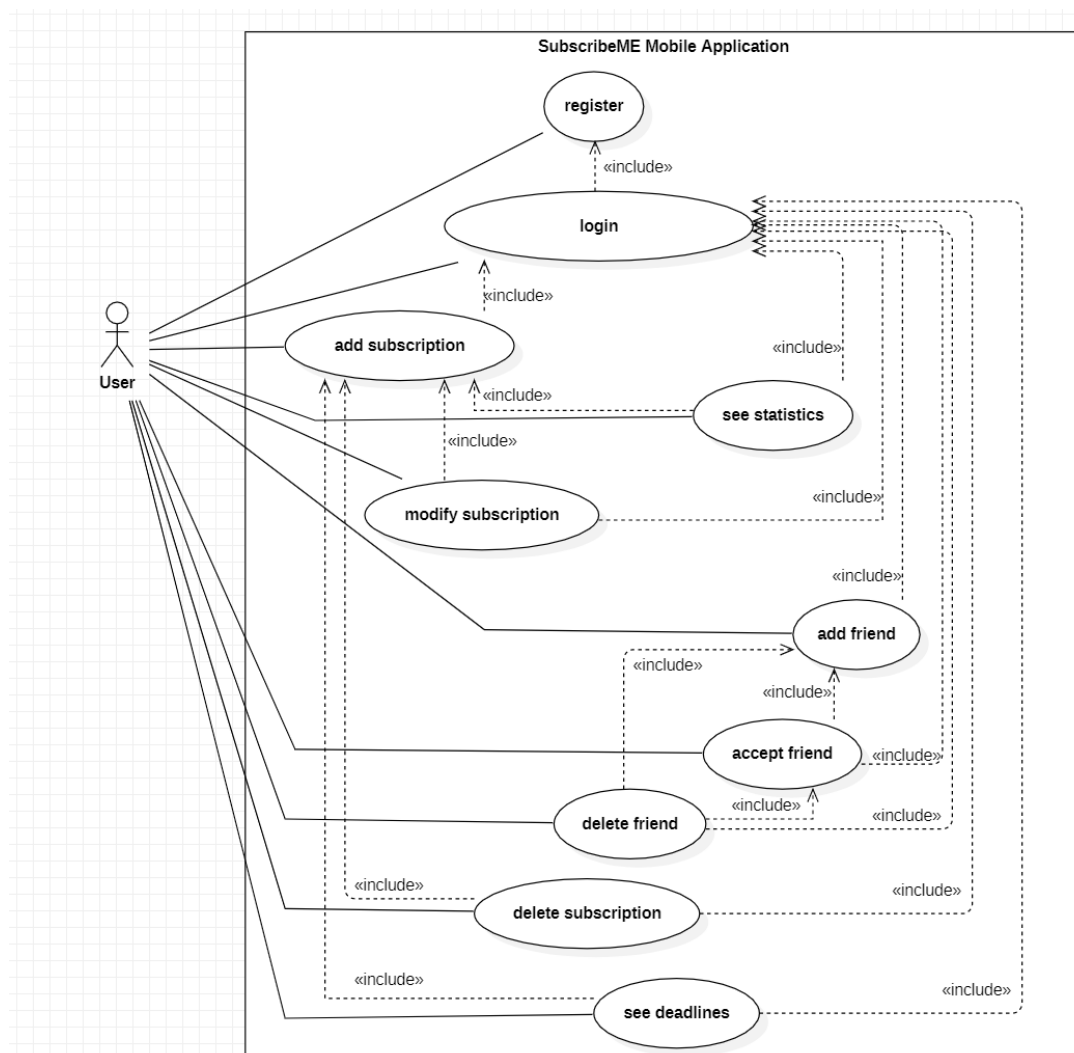 SubscribeME Mobile Application
register
«include»
login
«include»
add subscription
User
«include»
«include»
see statistics
«include»
modify subscription
«include»
«include»
add friend
«include»
«include»
accept friend
«include»
«include»
delete friend
«include»
«include»
delete subscription
«include»
«include»
see deadlines
«include»